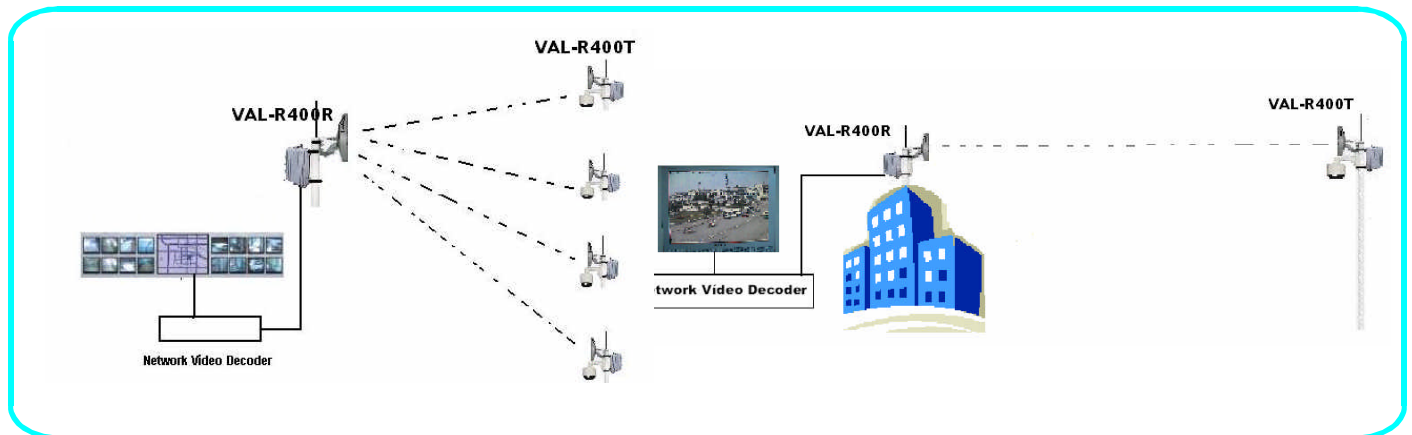 VAL-R400T
VAL-R400R
Network Video Decoder
VAL-R400T
VAL-R400R
twork Video Decoder